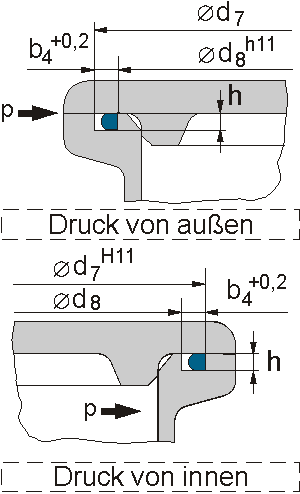 ⌀d₇
b₄⁺⁰,² ⌀d₈ʰ¹¹
h
p
Druck von außen
⌀d₇ᴴ¹¹
⌀d₈ b₄⁺⁰,²
h
p
Druck von innen